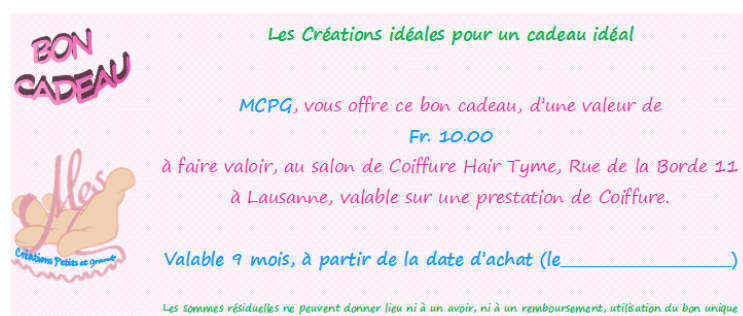 BON
CADEAU
Les Créations idéales pour un cadeau idéal
MCPG, vous offre ce bon cadeau, d'une valeur de
Fr. 10.00
à faire valoir, au salon de Coiffure Hair Tyme, Rue de la Borde 11
à Lausanne, valable sur une prestation de Coiffure.
Mes
Créations Petits et grands
Valable 9 mois, à partir de la date d'achat (le____________________)
Les sommes résiduelles ne peuvent donner lieu ni à un avoir, ni à un remboursement, utilisation du bon unique